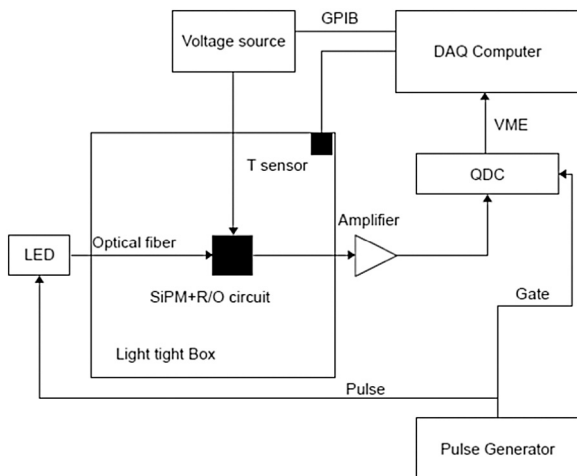 GPIB
Voltage source
DAQ Computer
VME
T sensor
QDC
Amplifier
Optical fiber
LED
SiPM+R/O circuit
Gate
Light tight Box
Pulse
Pulse Generator